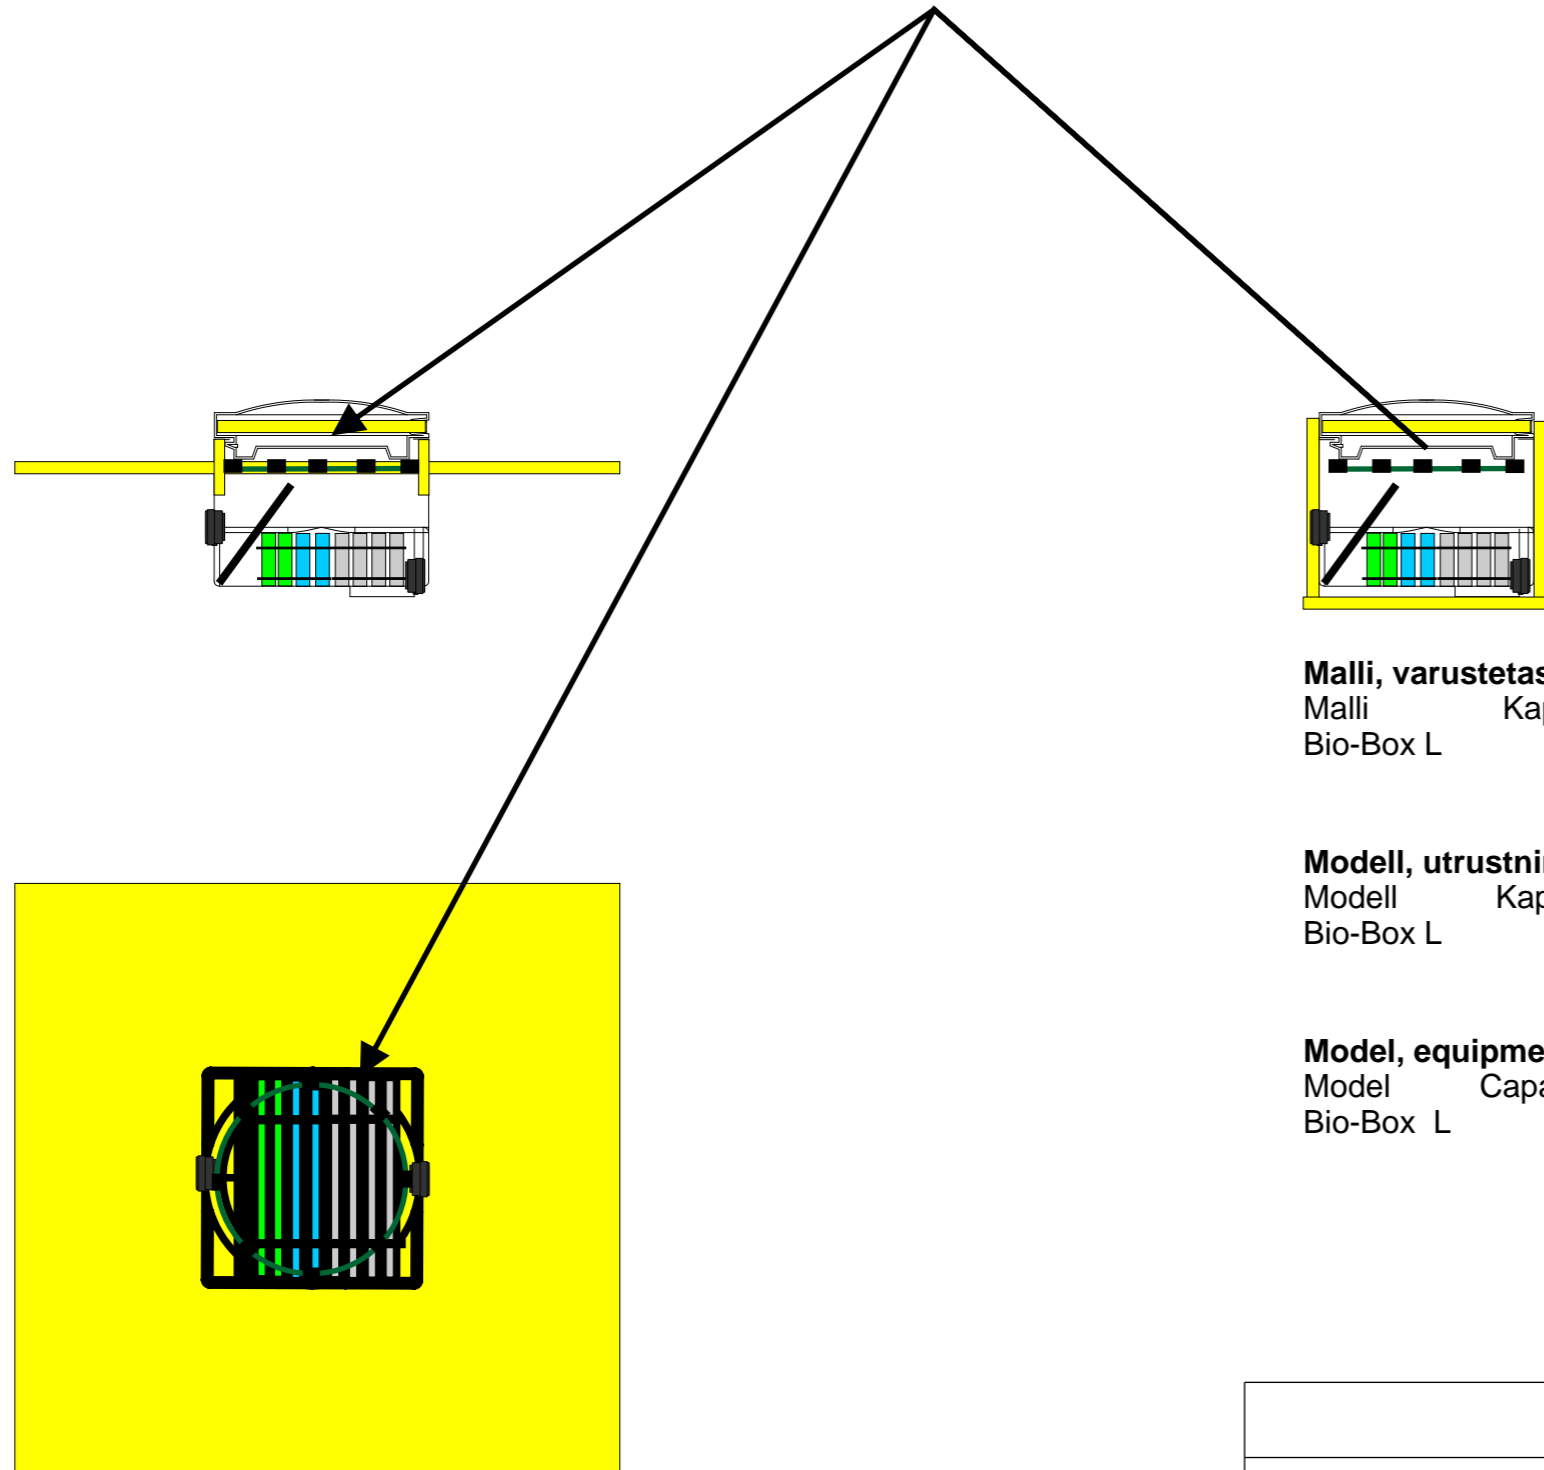 Malli, varustetas
Malli Kap
Bio-Box L
Modell, utrustnin
Modell Kap
Bio-Box L
Model, equipme
Model Capa
Bio-Box L